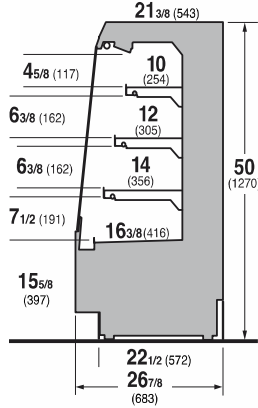 21 3/8 (543)
4 5/8 (117)
10
(254)
6 3/8 (162)
12
(305)
6 3/8 (162)
14
(356)
50
(1270)
7 1/2 (191)
16 3/8 (416)
15 5/8
(397)
22 1/2 (572)
26 7/8
(683)